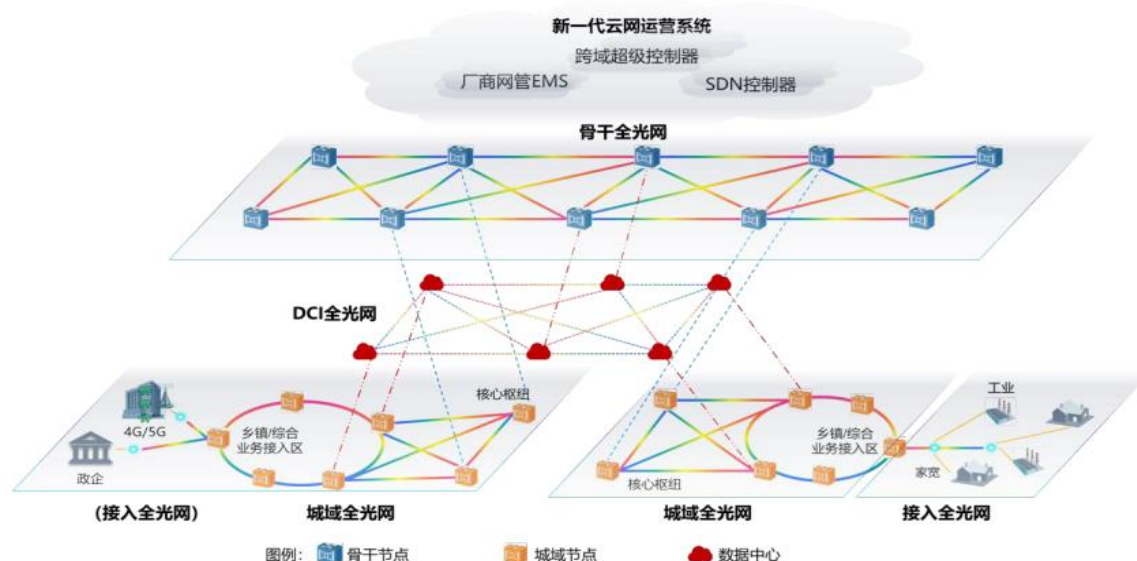 新一代云网运营系统
跨域超级控制器
厂商网管EMS
SDN控制器
骨干全光网
DCI全光网
核心枢纽
4G/5G
乡镇/综合
业务接入区
政企
乡镇/综合
业务接入区
核心枢纽
工业
家宽
(接入全光网)
城域全光网
城域全光网
接入全光网
图例:
骨干节点
城域节点
数据中心